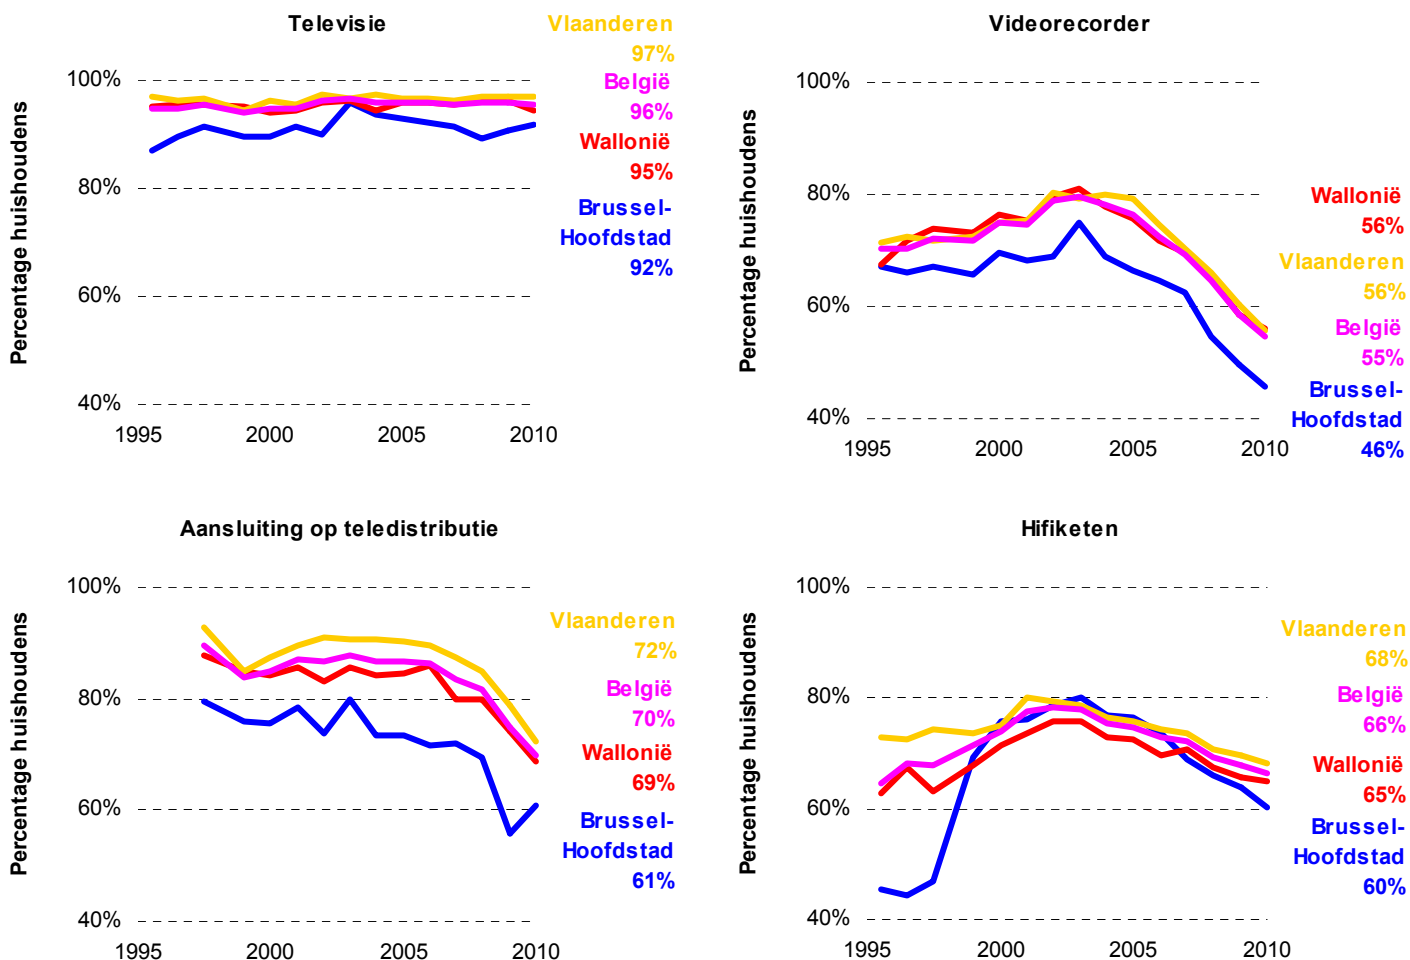 Televisie
Percentage huishoudens
100%
80%
60%
40%
1995
2000
2005
2010
Vlaanderen
97%
België
96%
Wallonië
95%
Brussel-
Hoofdstad
92%
Videorecorder
Percentage huishoudens
100%
80%
60%
40%
1995
2000
2005
2010
Wallonië
56%
Vlaanderen
56%
België
55%
Brussel-
Hoofdstad
46%
Aansluiting op teledistributie
Percentage huishoudens
100%
80%
60%
40%
1995
2000
2005
2010
Vlaanderen
72%
België
70%
Wallonië
69%
Brussel-
Hoofdstad
61%
Hifiketen
Percentage huishoudens
100%
80%
60%
40%
1995
2000
2005
2010
Vlaanderen
68%
België
66%
Wallonië
65%
Brussel-
Hoofdstad
60%